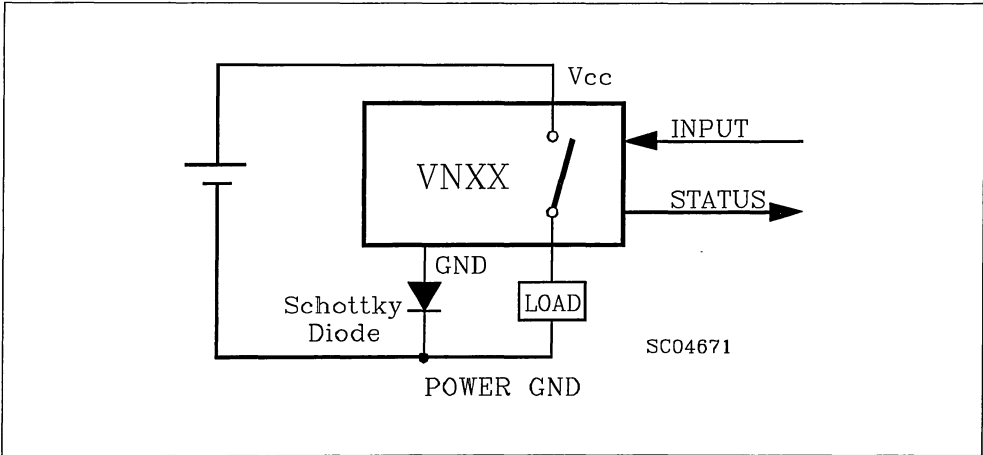 Vcc
INPUT
VNXX
STATUS
GND
Schottky
Diode
LOAD
SC04671
POWER GND